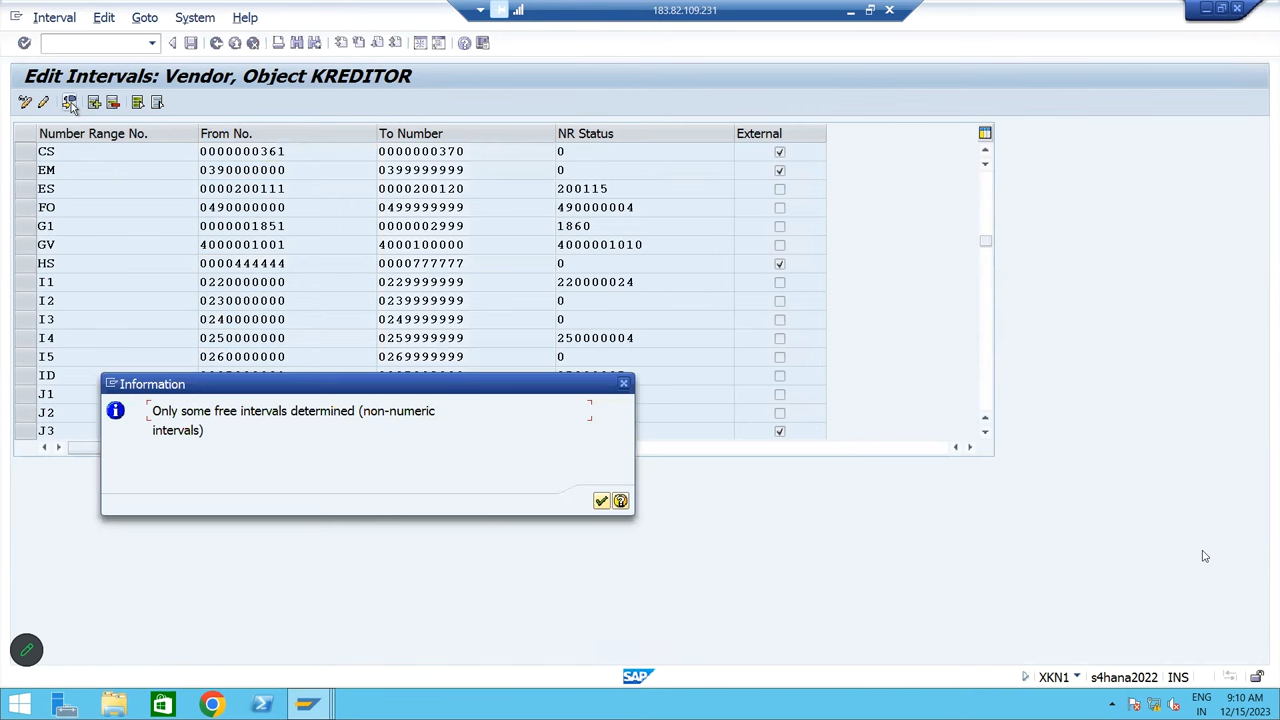 183.82.109.231
Interval Edit Goto System Help
Edit Intervals: Vendor, Object KREDITOR
Number Range No. From No. To Number NR Status External
CS 0000000361 0000000370 0
EM 0390000000 0399999999 0
ES 0000200111 0000200120 200115
FO 0490000000 0499999999 490000004
G1 0000001851 0000002999 1860
GV 4000001001 4000100000 4000001010
HS 0000444444 0000777777 0
I1 0220000000 0229999999 220000024
I2 0230000000 0239999999 0
I3 0240000000 0249999999 0
I4 0250000000 0259999999 250000004
I5 0260000000 0269999999 0
ID
J1
J2
J3
Information
Only some free intervals determined (non-numeric
intervals)
SAP
XKN1 s4hana2022 INS
ENG 9:10 AM
IN 12/15/2023